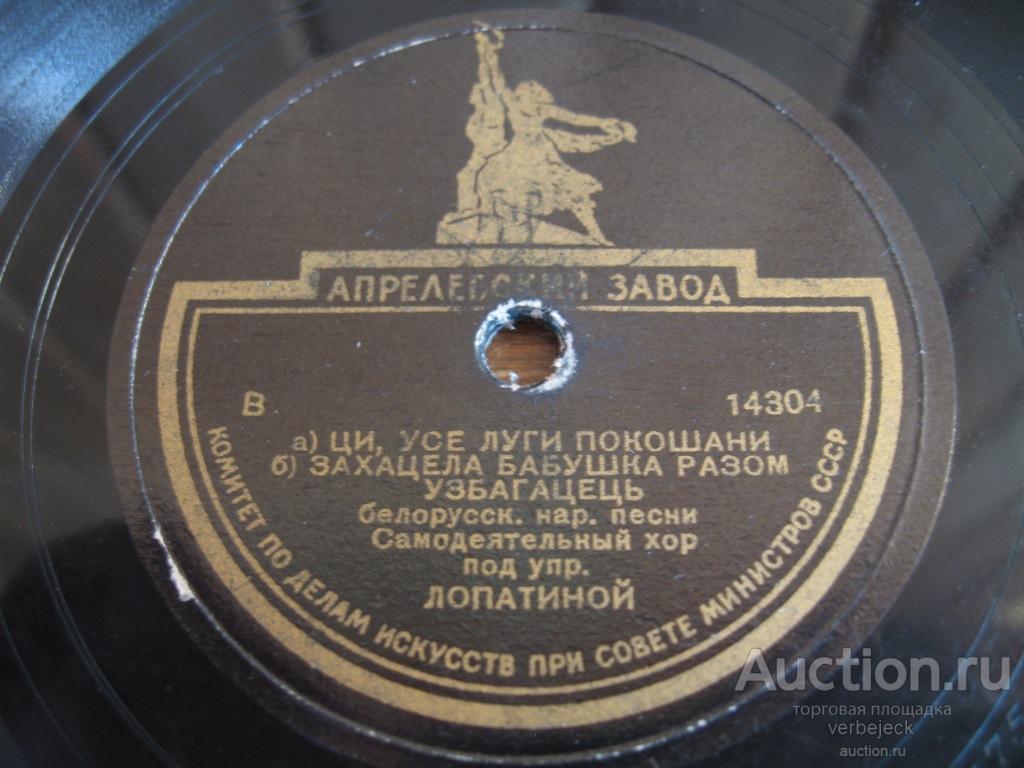 АПРЕЛЕВСКИЙ ЗАВОД
В 14304
а) ЦИ, УСЕ ЛУГИ ПОКОШАНИ
б) ЗАХАЦЕЛА БАБУШКА РАЗОМ
УЗБАГАЦЕЦЬ
белорусск. нар. песни
Самодеятельный хор
под упр.
ЛОПАТИНОЙ
КОМИТЕТ ПО ДЕЛАМ ИСКУССТВ ПРИ СОВЕТЕ МИНИСТРОВ СССР
Auction.ru
торговая площадка
verbejeck
auction.ru